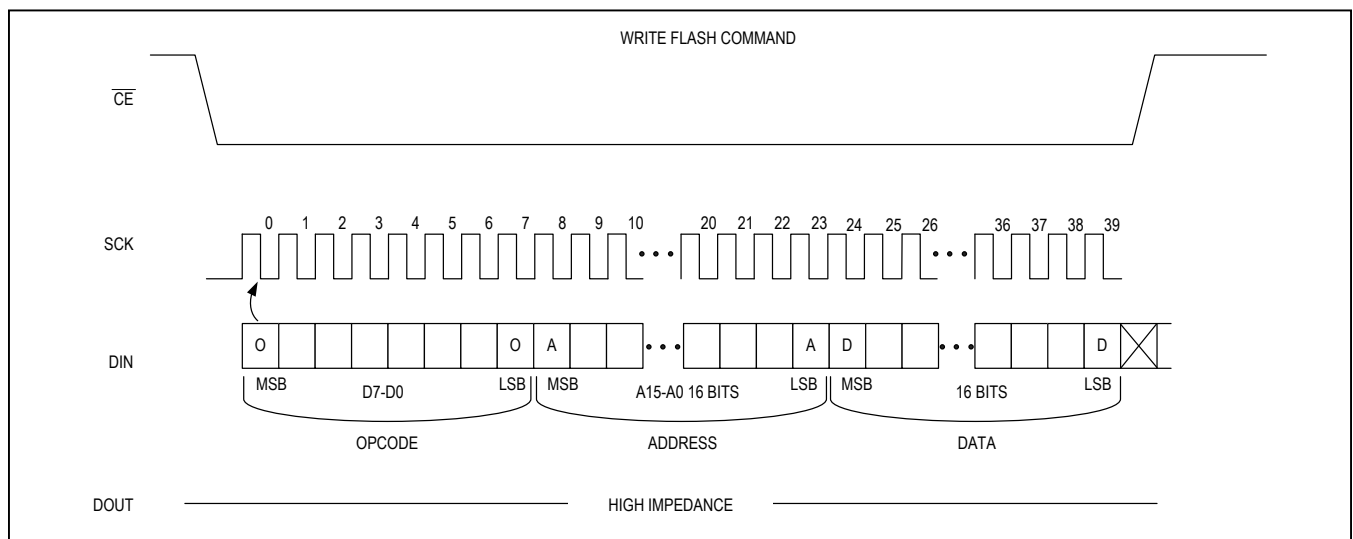 WRITE FLASH COMMAND
CE
0 1 2 3 4 5 6 7 8 9 10 20 21 22 23 24 25 26 36 37 38 39
SCK
DIN O O A A D D
MSB D7-D0 LSB MSB A15-A0 16 BITS LSB MSB 16 BITS LSB
OPCODE ADDRESS DATA
DOUT HIGH IMPEDANCE